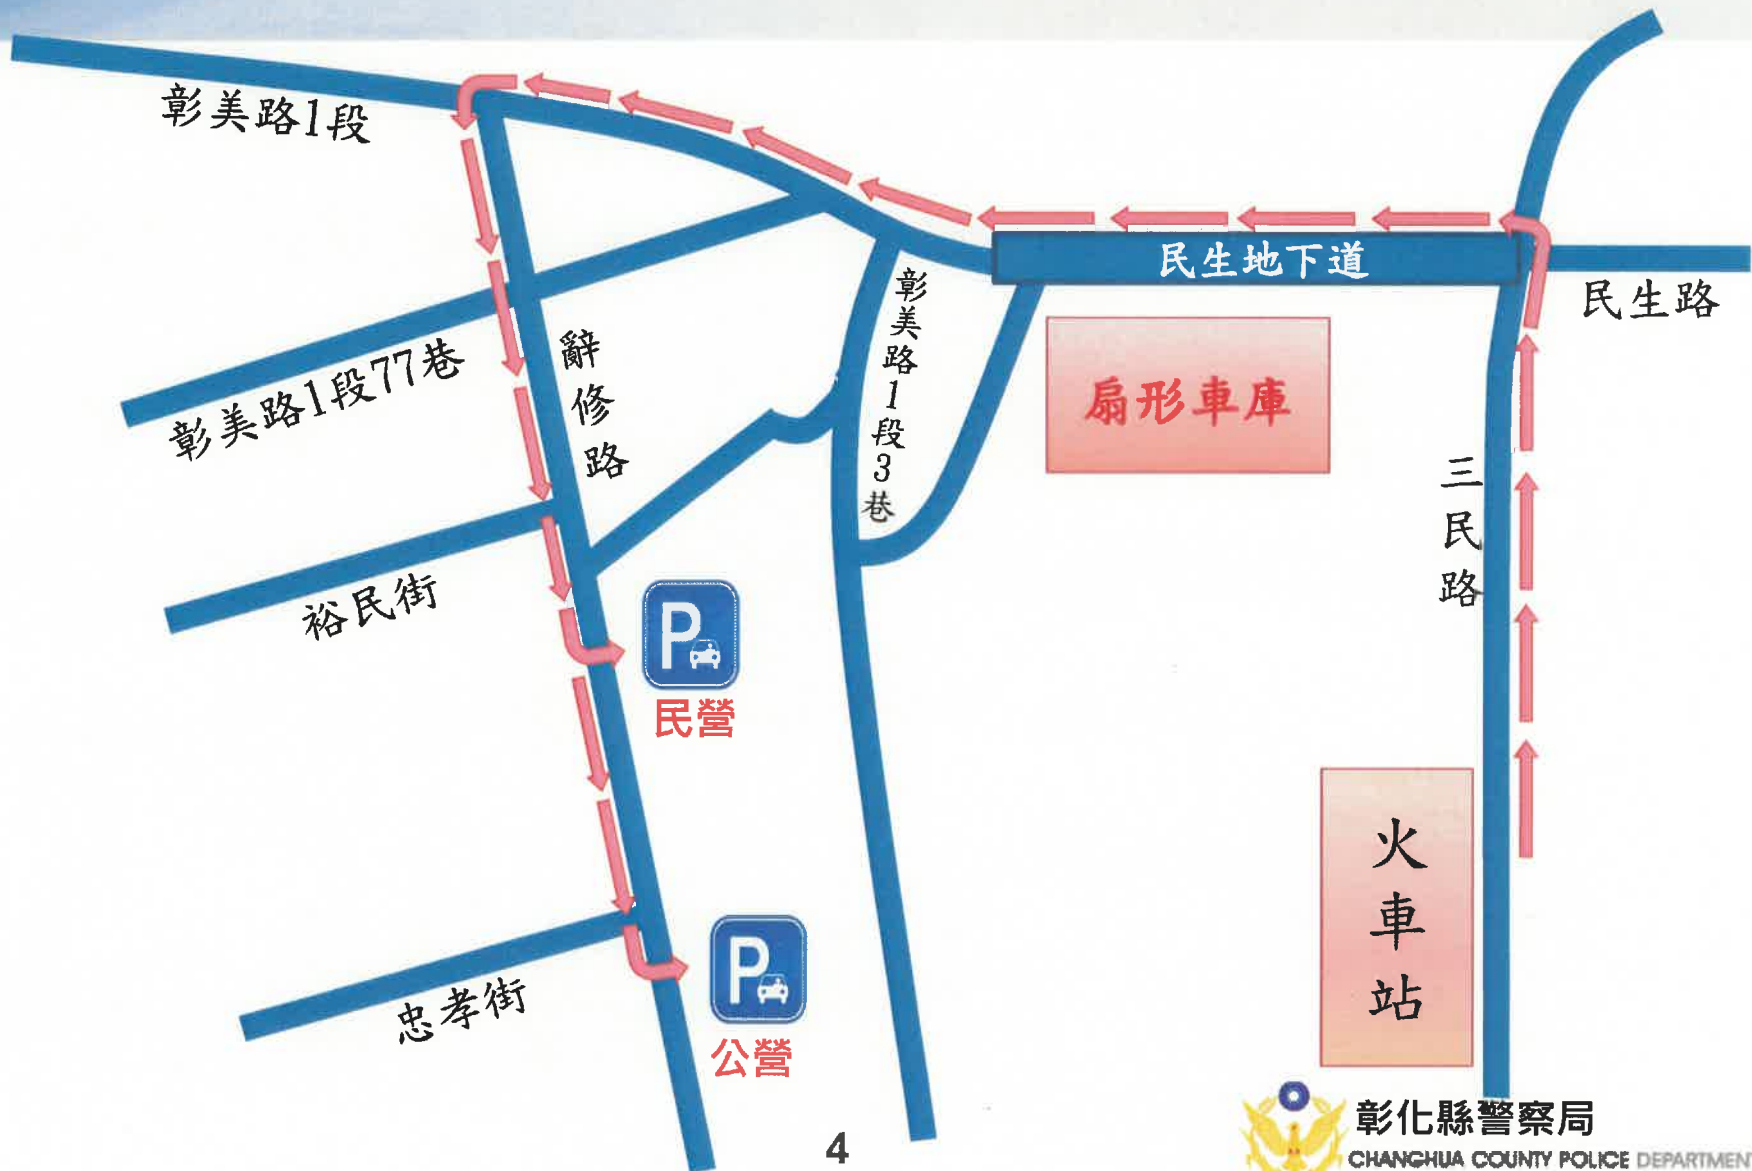 彰美路1段
民生地下道
民生路
彰美路1段3巷
辭修路
彰美路1段77巷
扇形車庫
三民路
裕民街
P
民營
火車站
P
忠孝街
公營
4
彰化縣警察局
CHANGHUA COUNTY POLICE DEPARTMENT